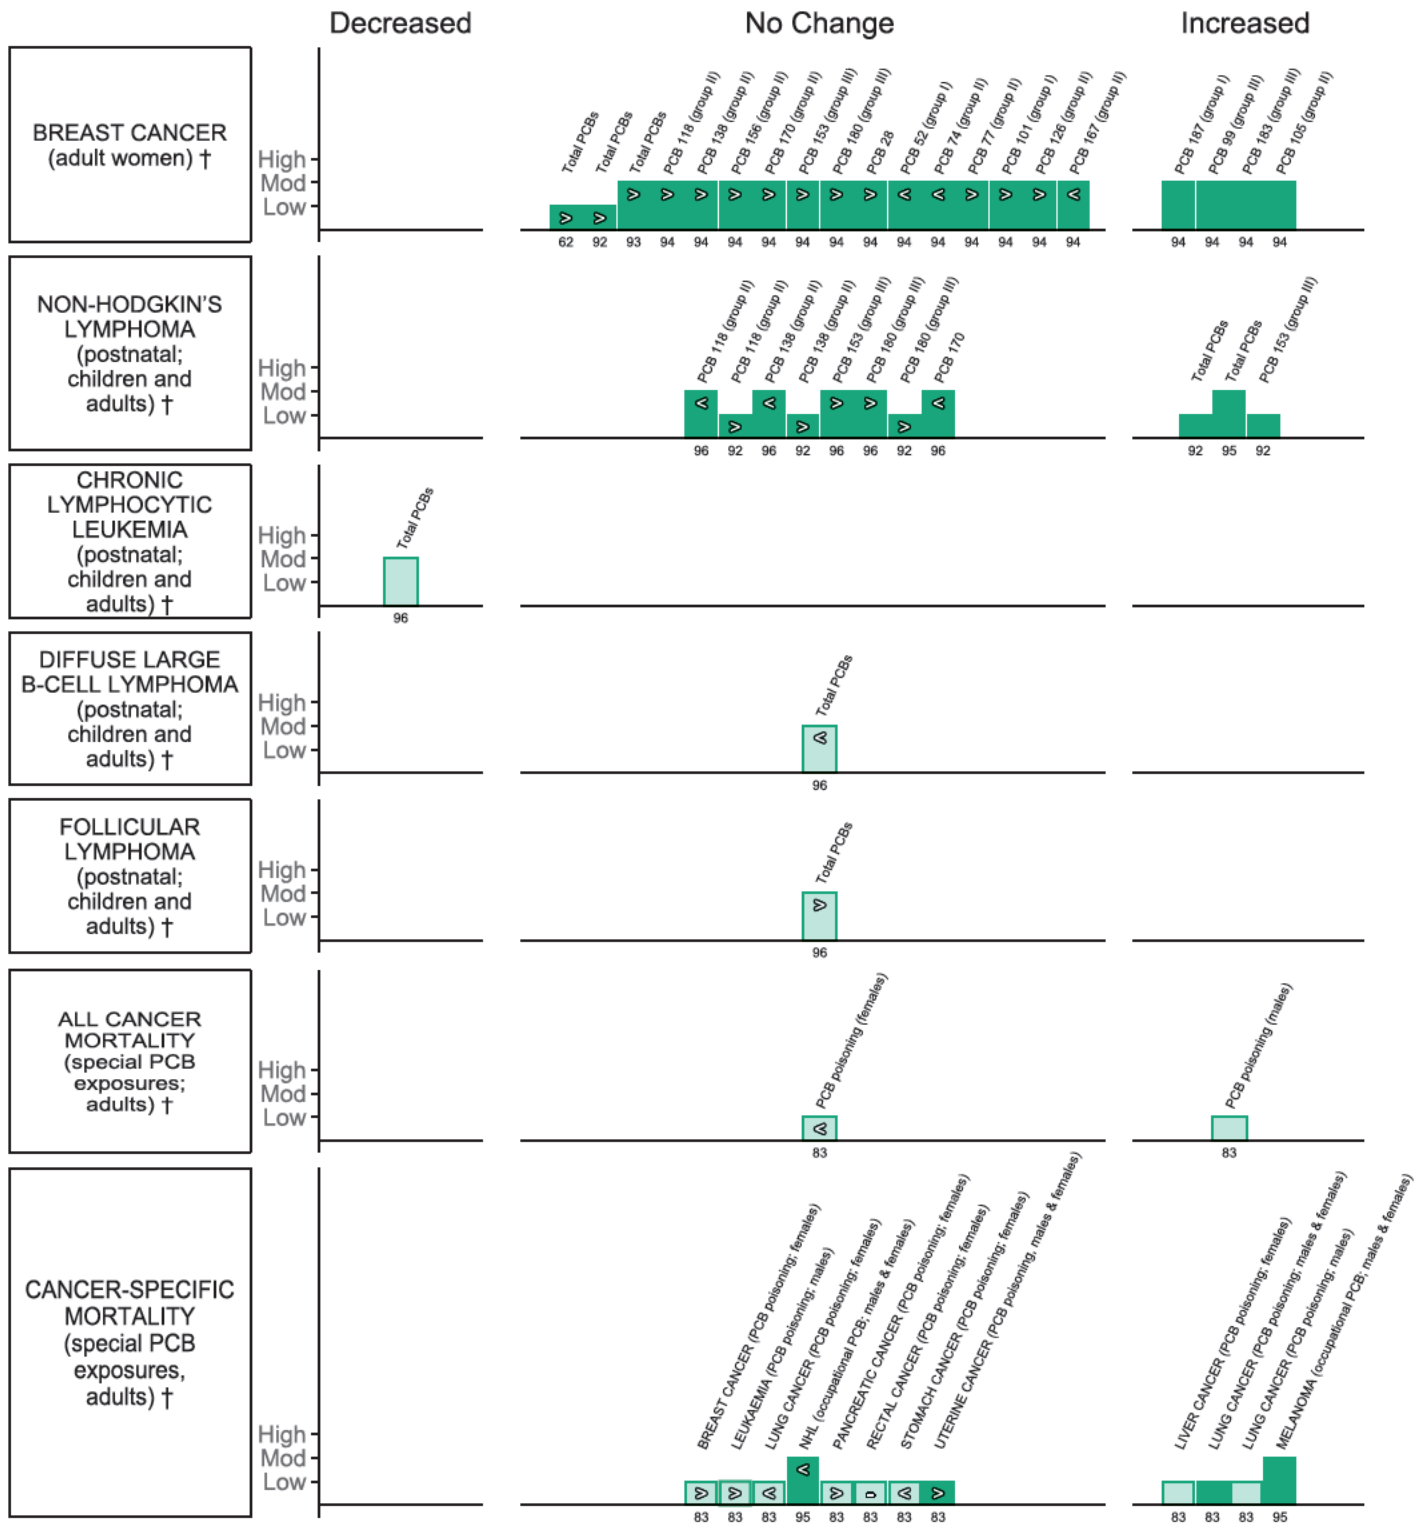 Decreased No Change Increased
BREAST CANCER
(adult women) †
High
Mod
Low
Total PCBs
Total PCBs
Total PCBs
PCB 118 (group II)
PCB 138 (group II)
PCB 156 (group II)
PCB 170 (group II)
PCB 153 (group III)
PCB 180 (group III)
PCB 28
PCB 52 (group I)
PCB 74 (group II)
PCB 77 (group II)
PCB 101 (group I)
PCB 126 (group II)
PCB 167 (group II)
PCB 187 (group I)
PCB 99 (group III)
PCB 183 (group III)
PCB 105 (group II)
62 92 93 94 94 94 94 94 94 94 94 94 94 94 94 94 94 94 94 94
NON-HODGKIN'S
LYMPHOMA
(postnatal;
children and
adults) †
High
Mod
Low
PCB 118 (group II)
PCB 118 (group II)
PCB 138 (group II)
PCB 138 (group II)
PCB 153 (group III)
PCB 180 (group III)
PCB 180 (group III)
PCB 170
Total PCBs
Total PCBs
PCB 153 (group III)
96 92 96 92 96 96 92 96 92 95 92
CHRONIC
LYMPHOCYTIC
LEUKEMIA
(postnatal;
children and
adults) †
High
Mod
Low
Total PCBs
96
DIFFUSE LARGE
B-CELL LYMPHOMA
(postnatal;
children and
adults) †
High
Mod
Low
Total PCBs
96
FOLLICULAR
LYMPHOMA
(postnatal;
children and
adults) †
High
Mod
Low
Total PCBs
96
ALL CANCER
MORTALITY
(special PCB
exposures;
adults) †
High
Mod
Low
PCB poisoning (females)
PCB poisoning (males)
83 83
CANCER-SPECIFIC
MORTALITY
(special PCB
exposures,
adults) †
High
Mod
Low
BREAST CANCER (PCB poisoning; females)
LEUKAEMIA (PCB poisoning; males)
LUNG CANCER (PCB poisoning; females)
NHL (occupational PCB; males & females)
PANCREATIC CANCER (PCB poisoning; females)
RECTAL CANCER (PCB poisoning; females)
STOMACH CANCER (PCB poisoning; females)
UTERINE CANCER (PCB poisoning, males & females)
LIVER CANCER (PCB poisoning; females)
LUNG CANCER (PCB poisoning; males & females)
LUNG CANCER (PCB poisoning; males)
MELANOMA (occupational PCB; males & females)
83 83 83 95 83 83 83 83 83 83 83 95